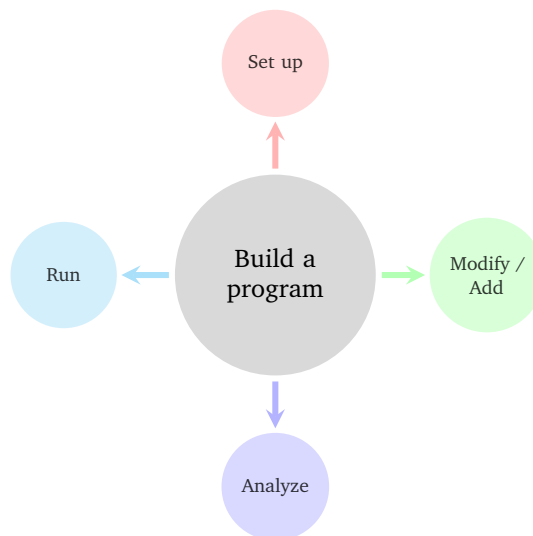 Set up
Run
Build a
program
Modify /
Add
Analyze